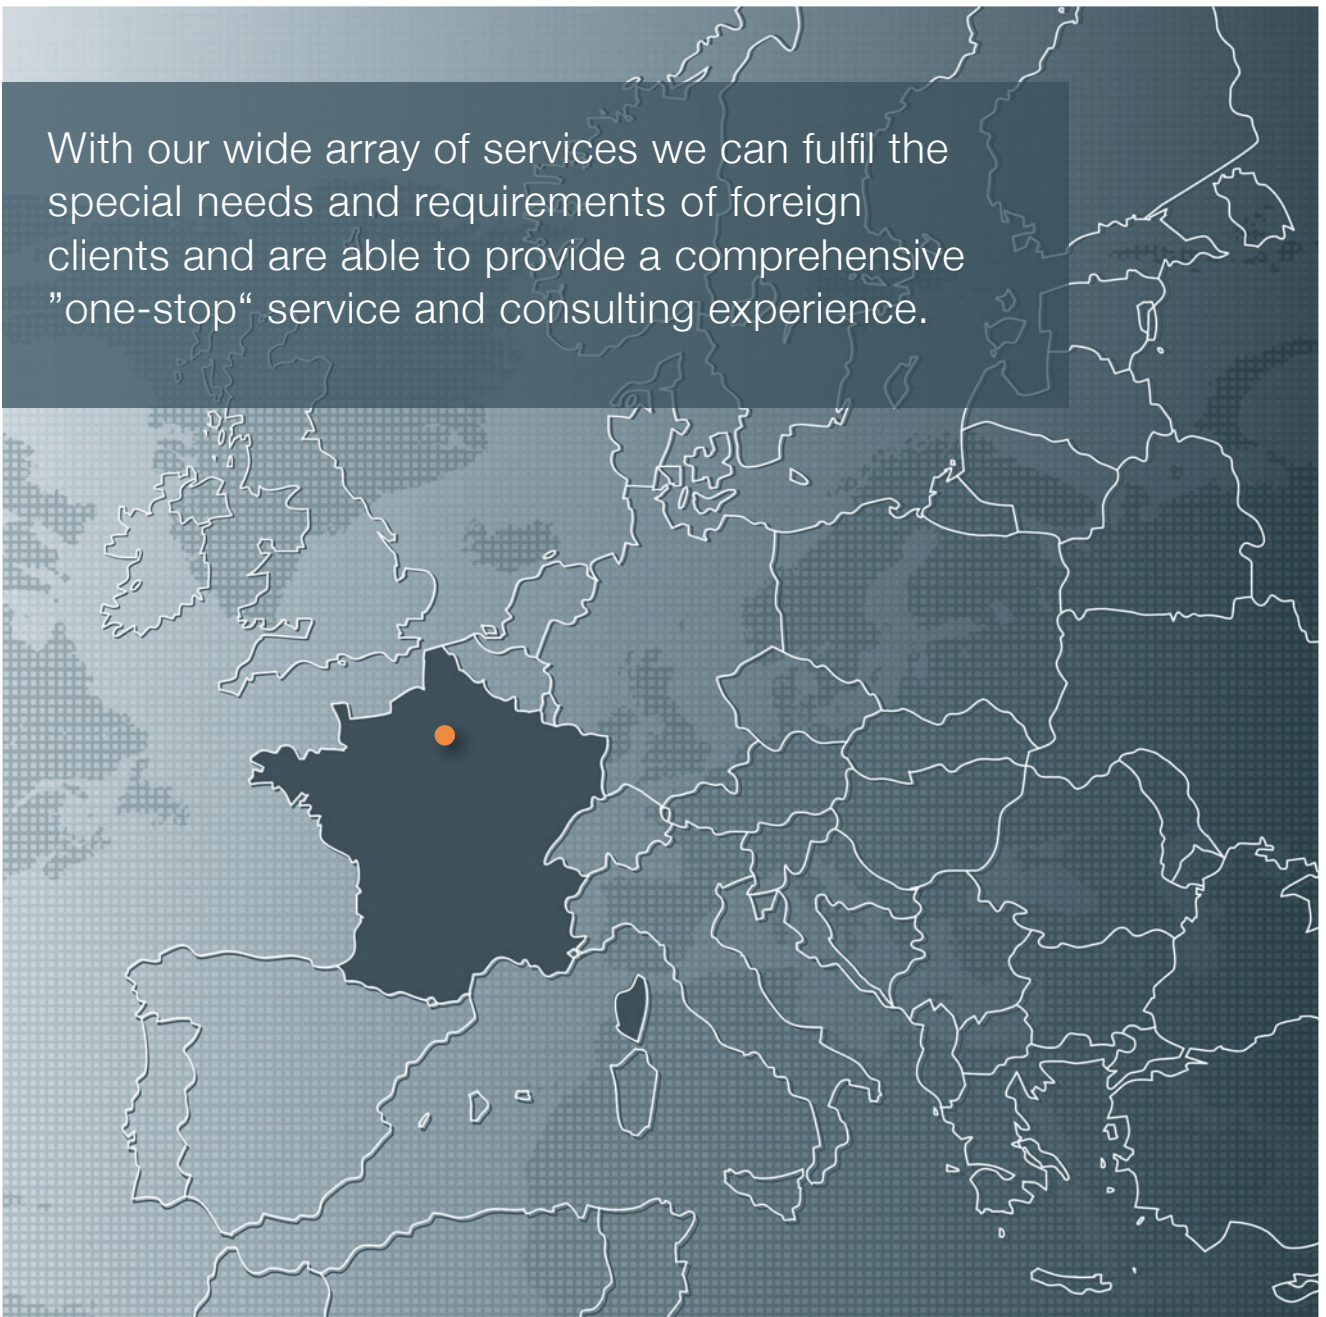 With our wide array of services we can fulfil the
special needs and requirements of foreign
clients and are able to provide a comprehensive
”one-stop“ service and consulting experience.